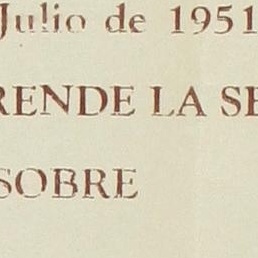 Julio de 1951
RENDE LA SE
SOBRE